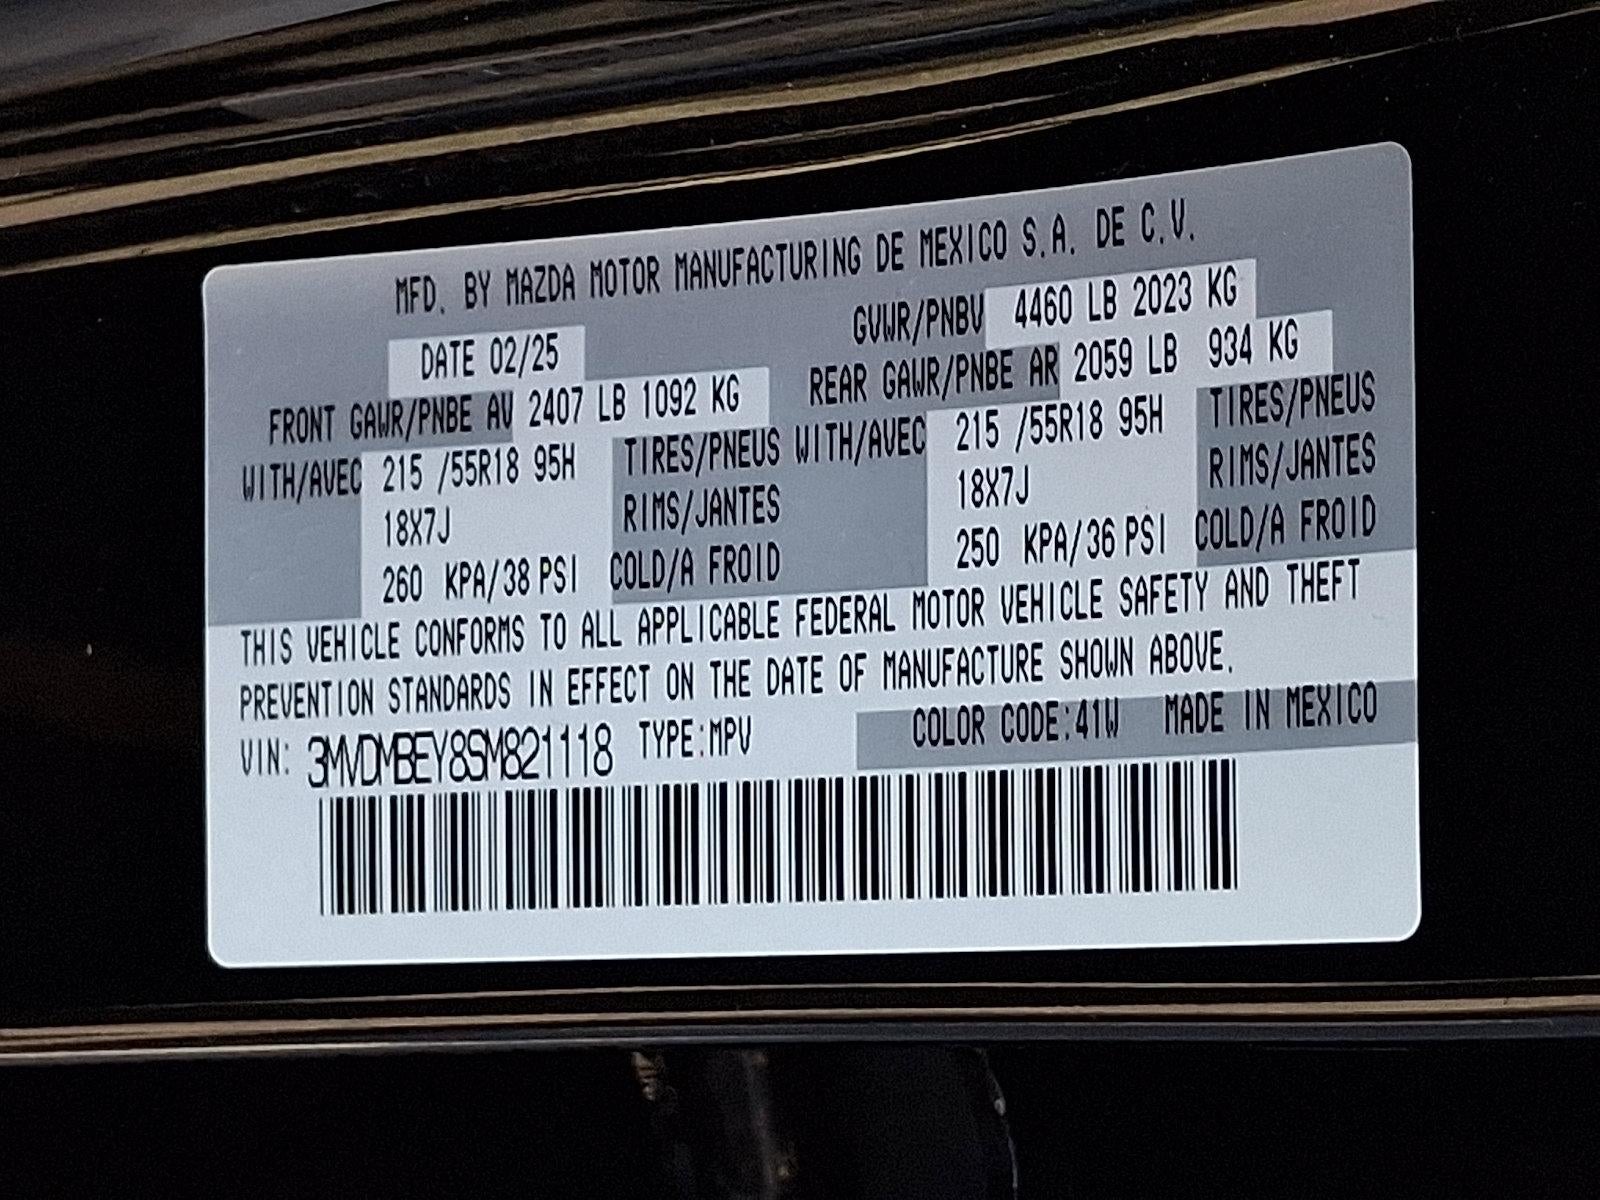 MFD. BY MAZDA MOTOR MANUFACTURING DE MEXICO S.A. DE C.V.
DATE 02/25 GVWR/PNBV 4460 LB 2023 KG
FRONT GAWR/PNBE AV 2407 LB 1092 KG REAR GAWR/PNBE AR 2059 LB 934 KG
WITH/AVEC 215 /55R18 95H TIRES/PNEUS WITH/AVEC 215 /55R18 95H TIRES/PNEUS
18X7J RIMS/JANTES 18X7J RIMS/JANTES
260 KPA/38 PSI COLD/A FROID 250 KPA/36 PSI COLD/A FROID
THIS VEHICLE CONFORMS TO ALL APPLICABLE FEDERAL MOTOR VEHICLE SAFETY AND THEFT
PREVENTION STANDARDS IN EFFECT ON THE DATE OF MANUFACTURE SHOWN ABOVE.
VIN: 3MVDMBEY8SM821118 TYPE:MPV COLOR CODE:41W MADE IN MEXICO